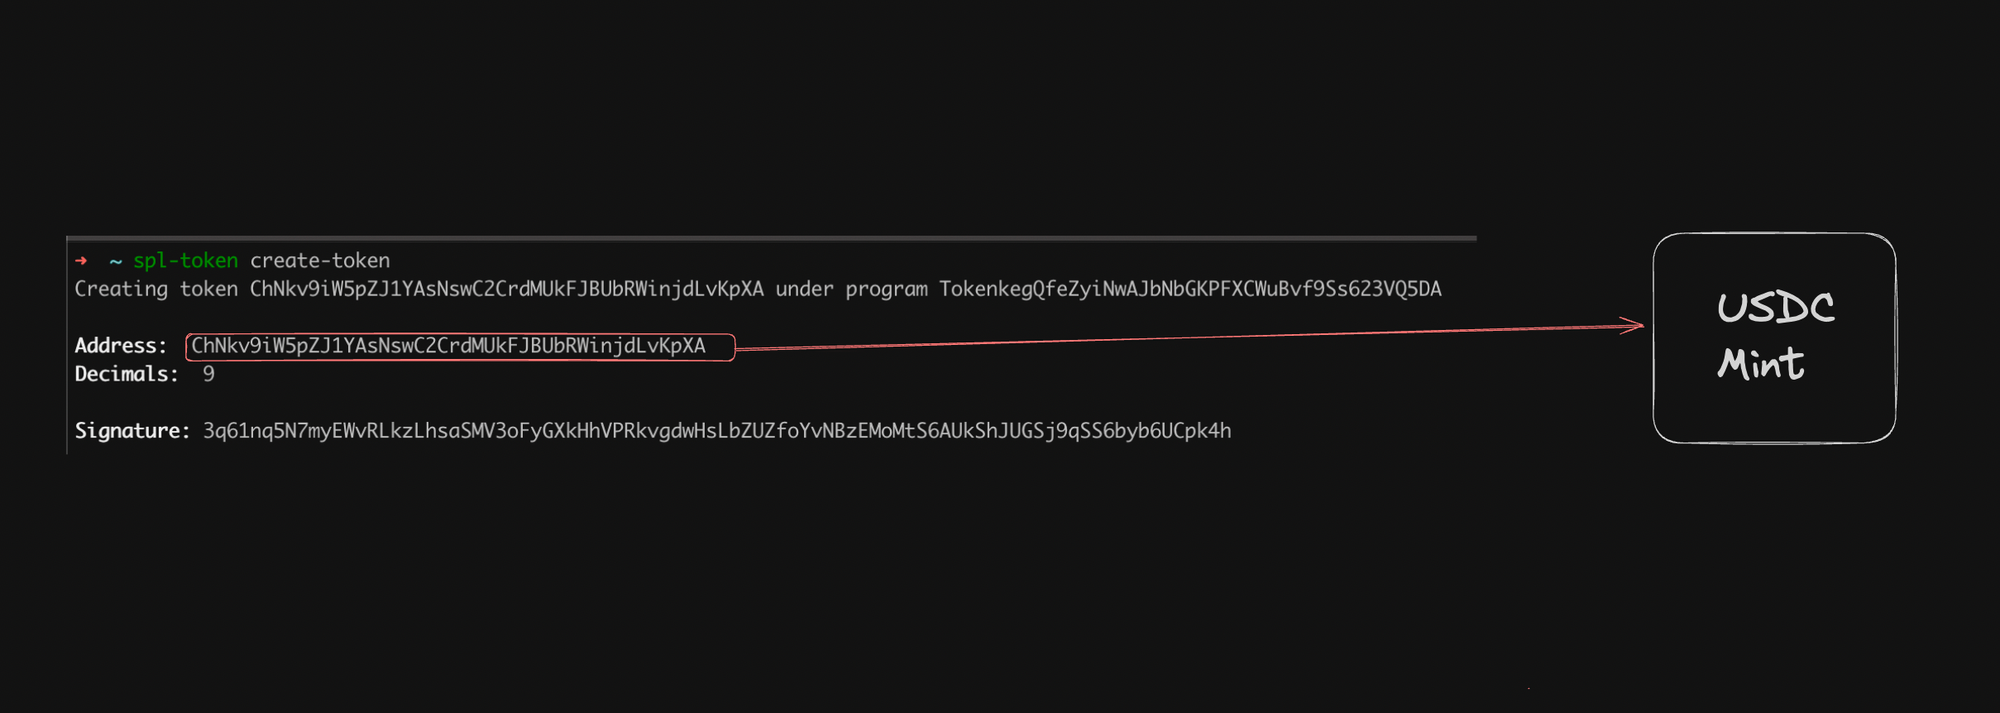 ➜ ~ spl-token create-token
Creating token ChNkv9iW5pZJ1YAsNswC2CrdMUkFJBUbRWinjdLvKpXA under program TokenkegQfeZyiNwAJbNbGKPFXCWuBvf9Ss623VQ5DA
Address: ChNkv9iW5pZJ1YAsNswC2CrdMUkFJBUbRWinjdLvKpXA
Decimals: 9
Signature: 3q61nq5N7myEWvRLkzLhsaSMV3oFyGXkHhVPRkvgdwHsLbZUZfoYvNBzEMoMtS6AUkShJUGSj9qSS6byb6UCpk4h
USDC
Mint